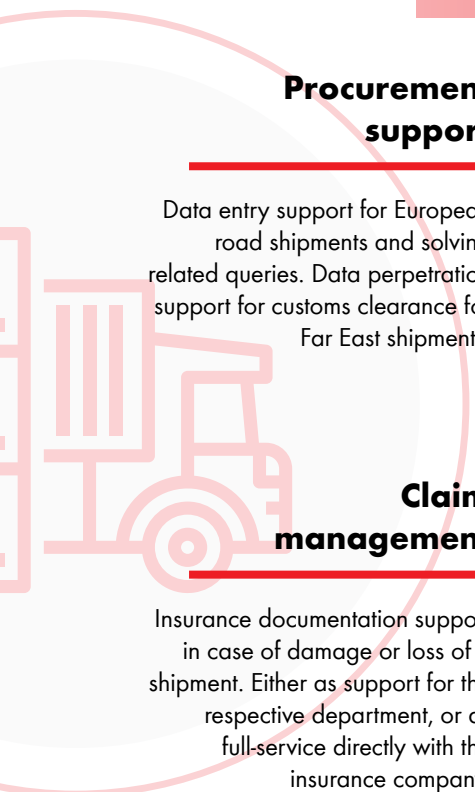 Procuremen
suppor
Data entry support for Europea
road shipments and solvin
related queries. Data perpetratio
support for customs clearance fo
Far East shipment
Claim
managemen
Insurance documentation suppo
in case of damage or loss of
shipment. Either as support for th
respective department, or a
full-service directly with th
insurance compan